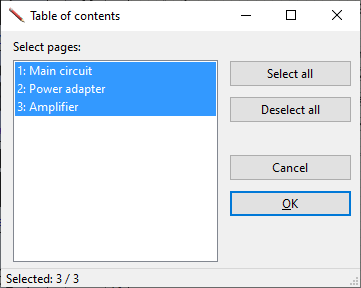 Table of contents
Select pages:
1: Main circuit
2: Power adapter
3: Amplifier
Select all
Deselect all
Cancel
OK
Selected: 3 / 3